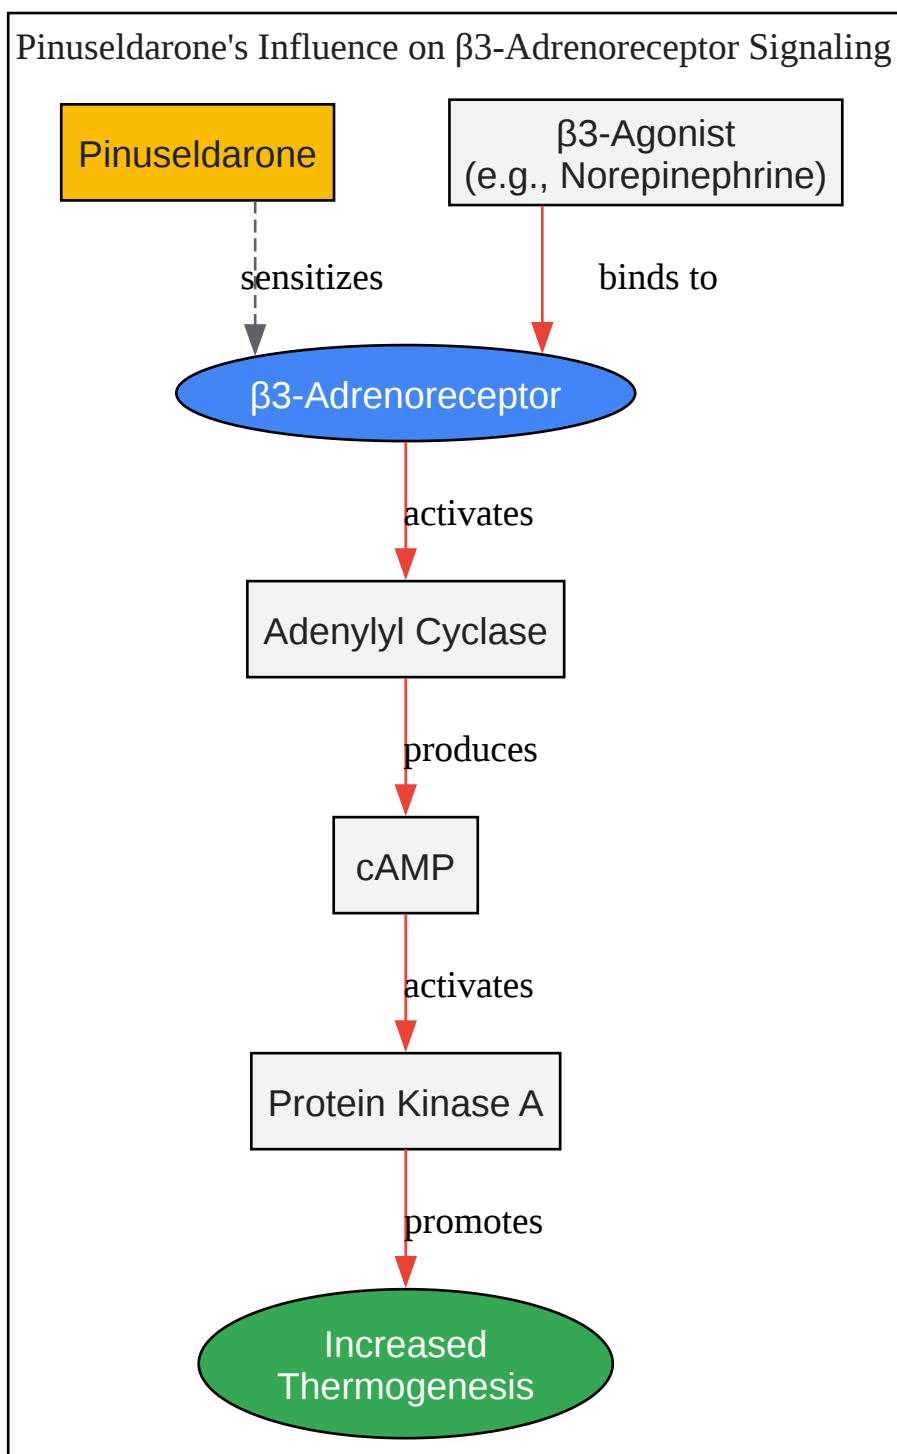 Pinuseldarone's Influence on β3-Adrenoreceptor Signaling
Pinuseldarone
β3-Agonist
(e.g., Norepinephrine)
sensitizes
binds to
β3-Adrenoreceptor
activates
Adenylyl Cyclase
produces
cAMP
activates
Protein Kinase A
promotes
Increased
Thermogenesis